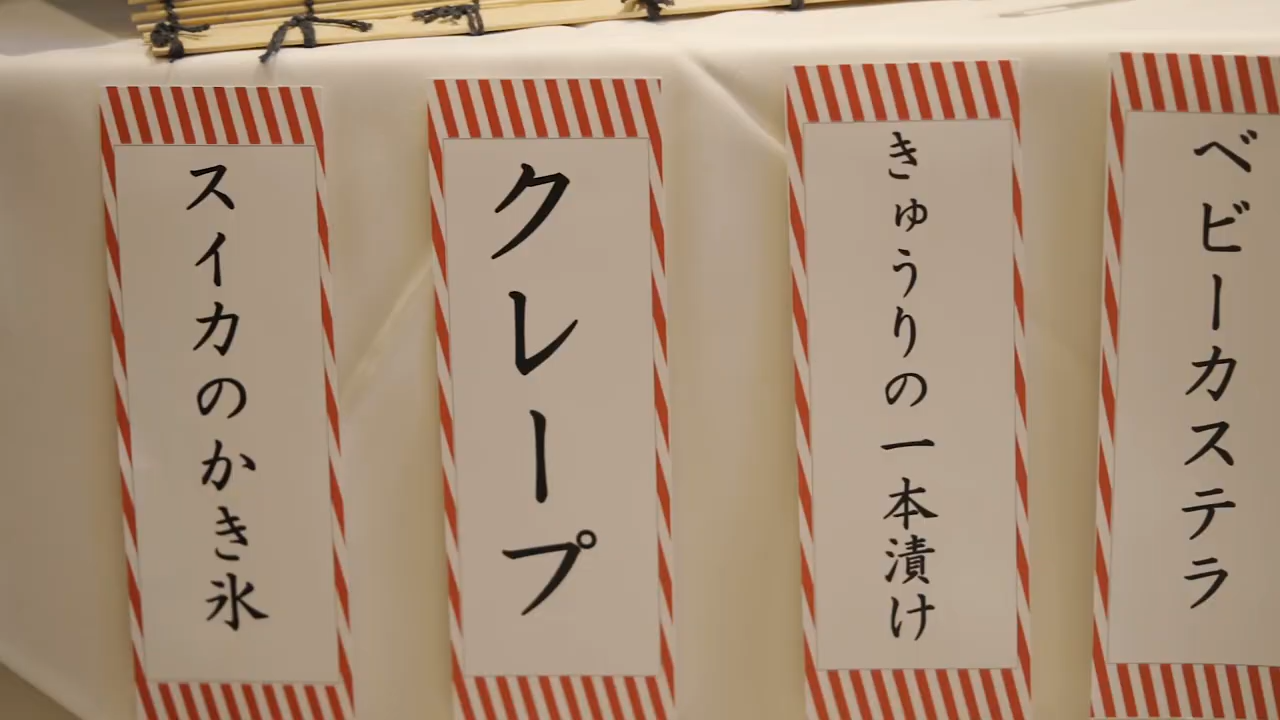 スイカのかき氷
クレープ
きゅうりの一本漬け
ベビーカステラ